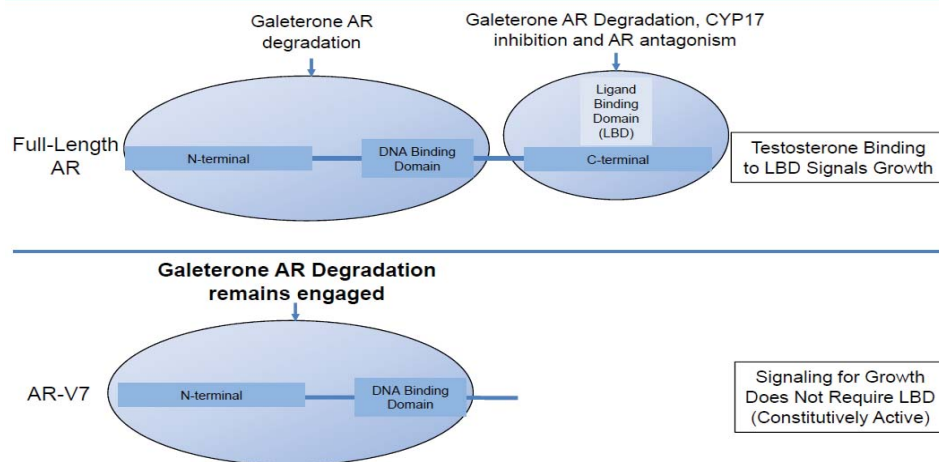 Galeterone AR
degradation
Galeterone AR Degradation, CYP17
inhibition and AR antagonism
Ligand
Binding
Domain
(LBD)
Full-Length
AR
N-terminal
DNA Binding
Domain
C-terminal
Testosterone Binding
to LBD Signals Growth
Galeterone AR Degradation
remains engaged
AR-V7
N-terminal
DNA Binding
Domain
Signaling for Growth
Does Not Require LBD
(Constitutively Active)